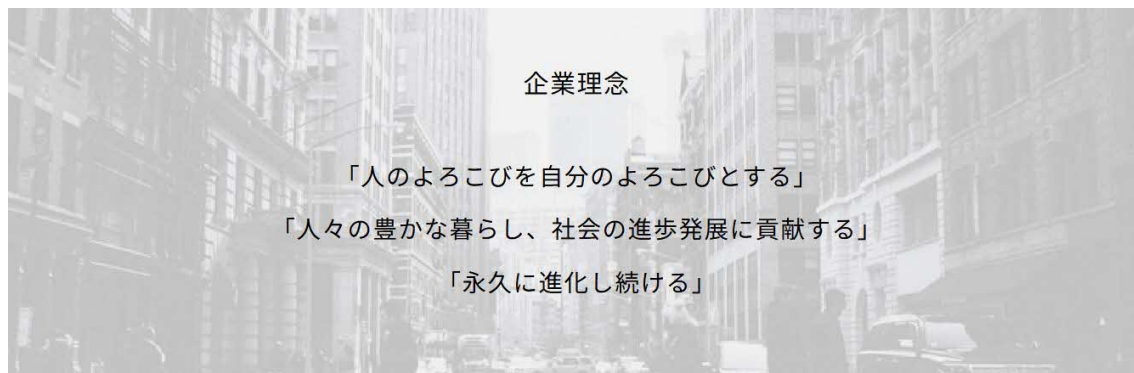 企業理念
「人のよろこびを自分のよろこびとする」
「人々の豊かな暮らし、社会の進歩発展に貢献する」
「永久に進化し続ける」